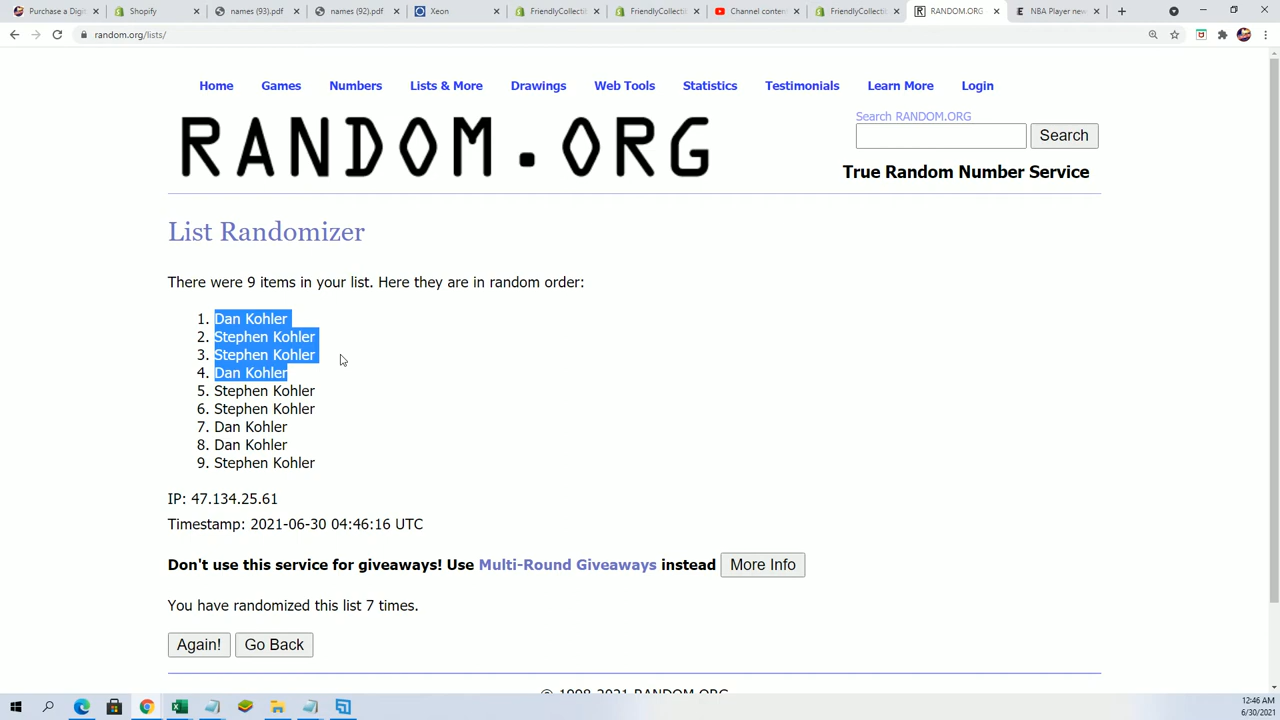 Purchase a Digi
Shopify
names (93).pdf
names (92).pdf
Xeon
FriendlyCollecti
FriendlyCollecti
Channel conten
FriendlyCollecti
RANDOM.ORG
NBA Player new
random.org/lists/
Home Games Numbers Lists & More Drawings Web Tools Statistics Testimonials Learn More Login
RANDOM.ORG
Search RANDOM.ORG
Search
True Random Number Service
List Randomizer
There were 9 items in your list. Here they are in random order:
1. Dan Kohler
2. Stephen Kohler
3. Stephen Kohler
4. Dan Kohler
5. Stephen Kohler
6. Stephen Kohler
7. Dan Kohler
8. Dan Kohler
9. Stephen Kohler
IP: 47.134.25.61
Timestamp: 2021-06-30 04:46:16 UTC
Don't use this service for giveaways! Use Multi-Round Giveaways instead More Info
You have randomized this list 7 times.
Again! Go Back
© 1998-2021 RANDOM.ORG
12:46 AM
6/30/2021